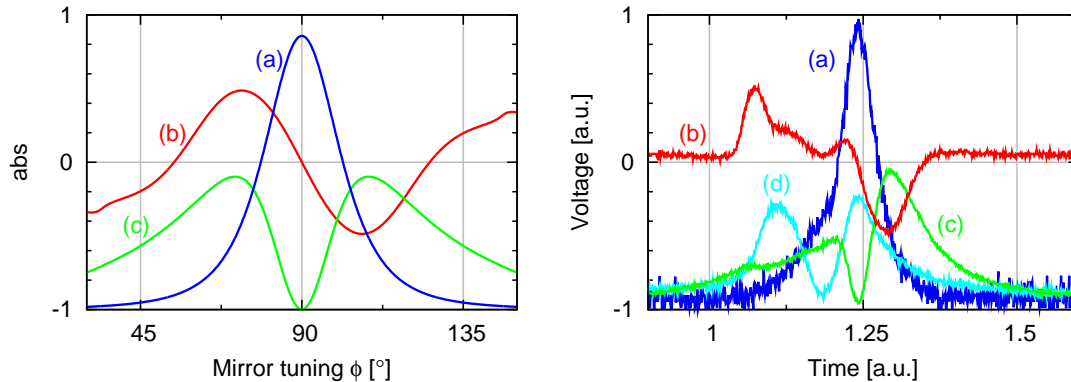 1
0
-1
abs
(a)
(b)
(c)
45
90
135
Mirror tuning ϕ [°]
1
0
-1
Voltage [a.u.]
(a)
(b)
(d)
(c)
1
1.25
1.5
Time [a.u.]